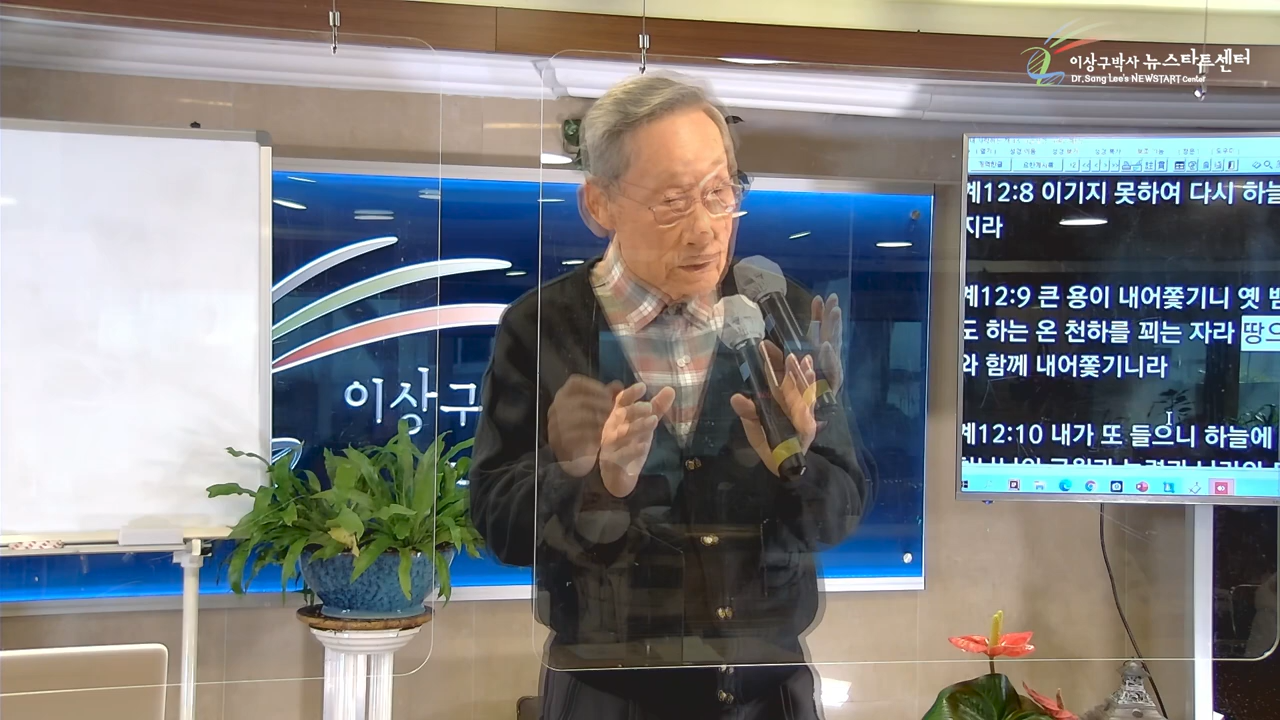 이상구박사 뉴스타트센터
Dr. Sang Lee's NEWSTART Center
이상구
계12:8 이기지 못하여 다시 하늘
지라
계12:9 큰 용이 내어쫓기니 옛 뱀
도 하는 온 천하를 꾀는 자라 땅으
와 함께 내어쫓기니라
계12:10 내가 또 들으니 하늘에